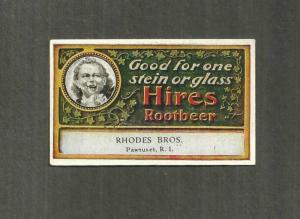 Good for one
stein or glass
Hires
Rootbeer
RHODES BROS.
Pawtuxet, R. I.